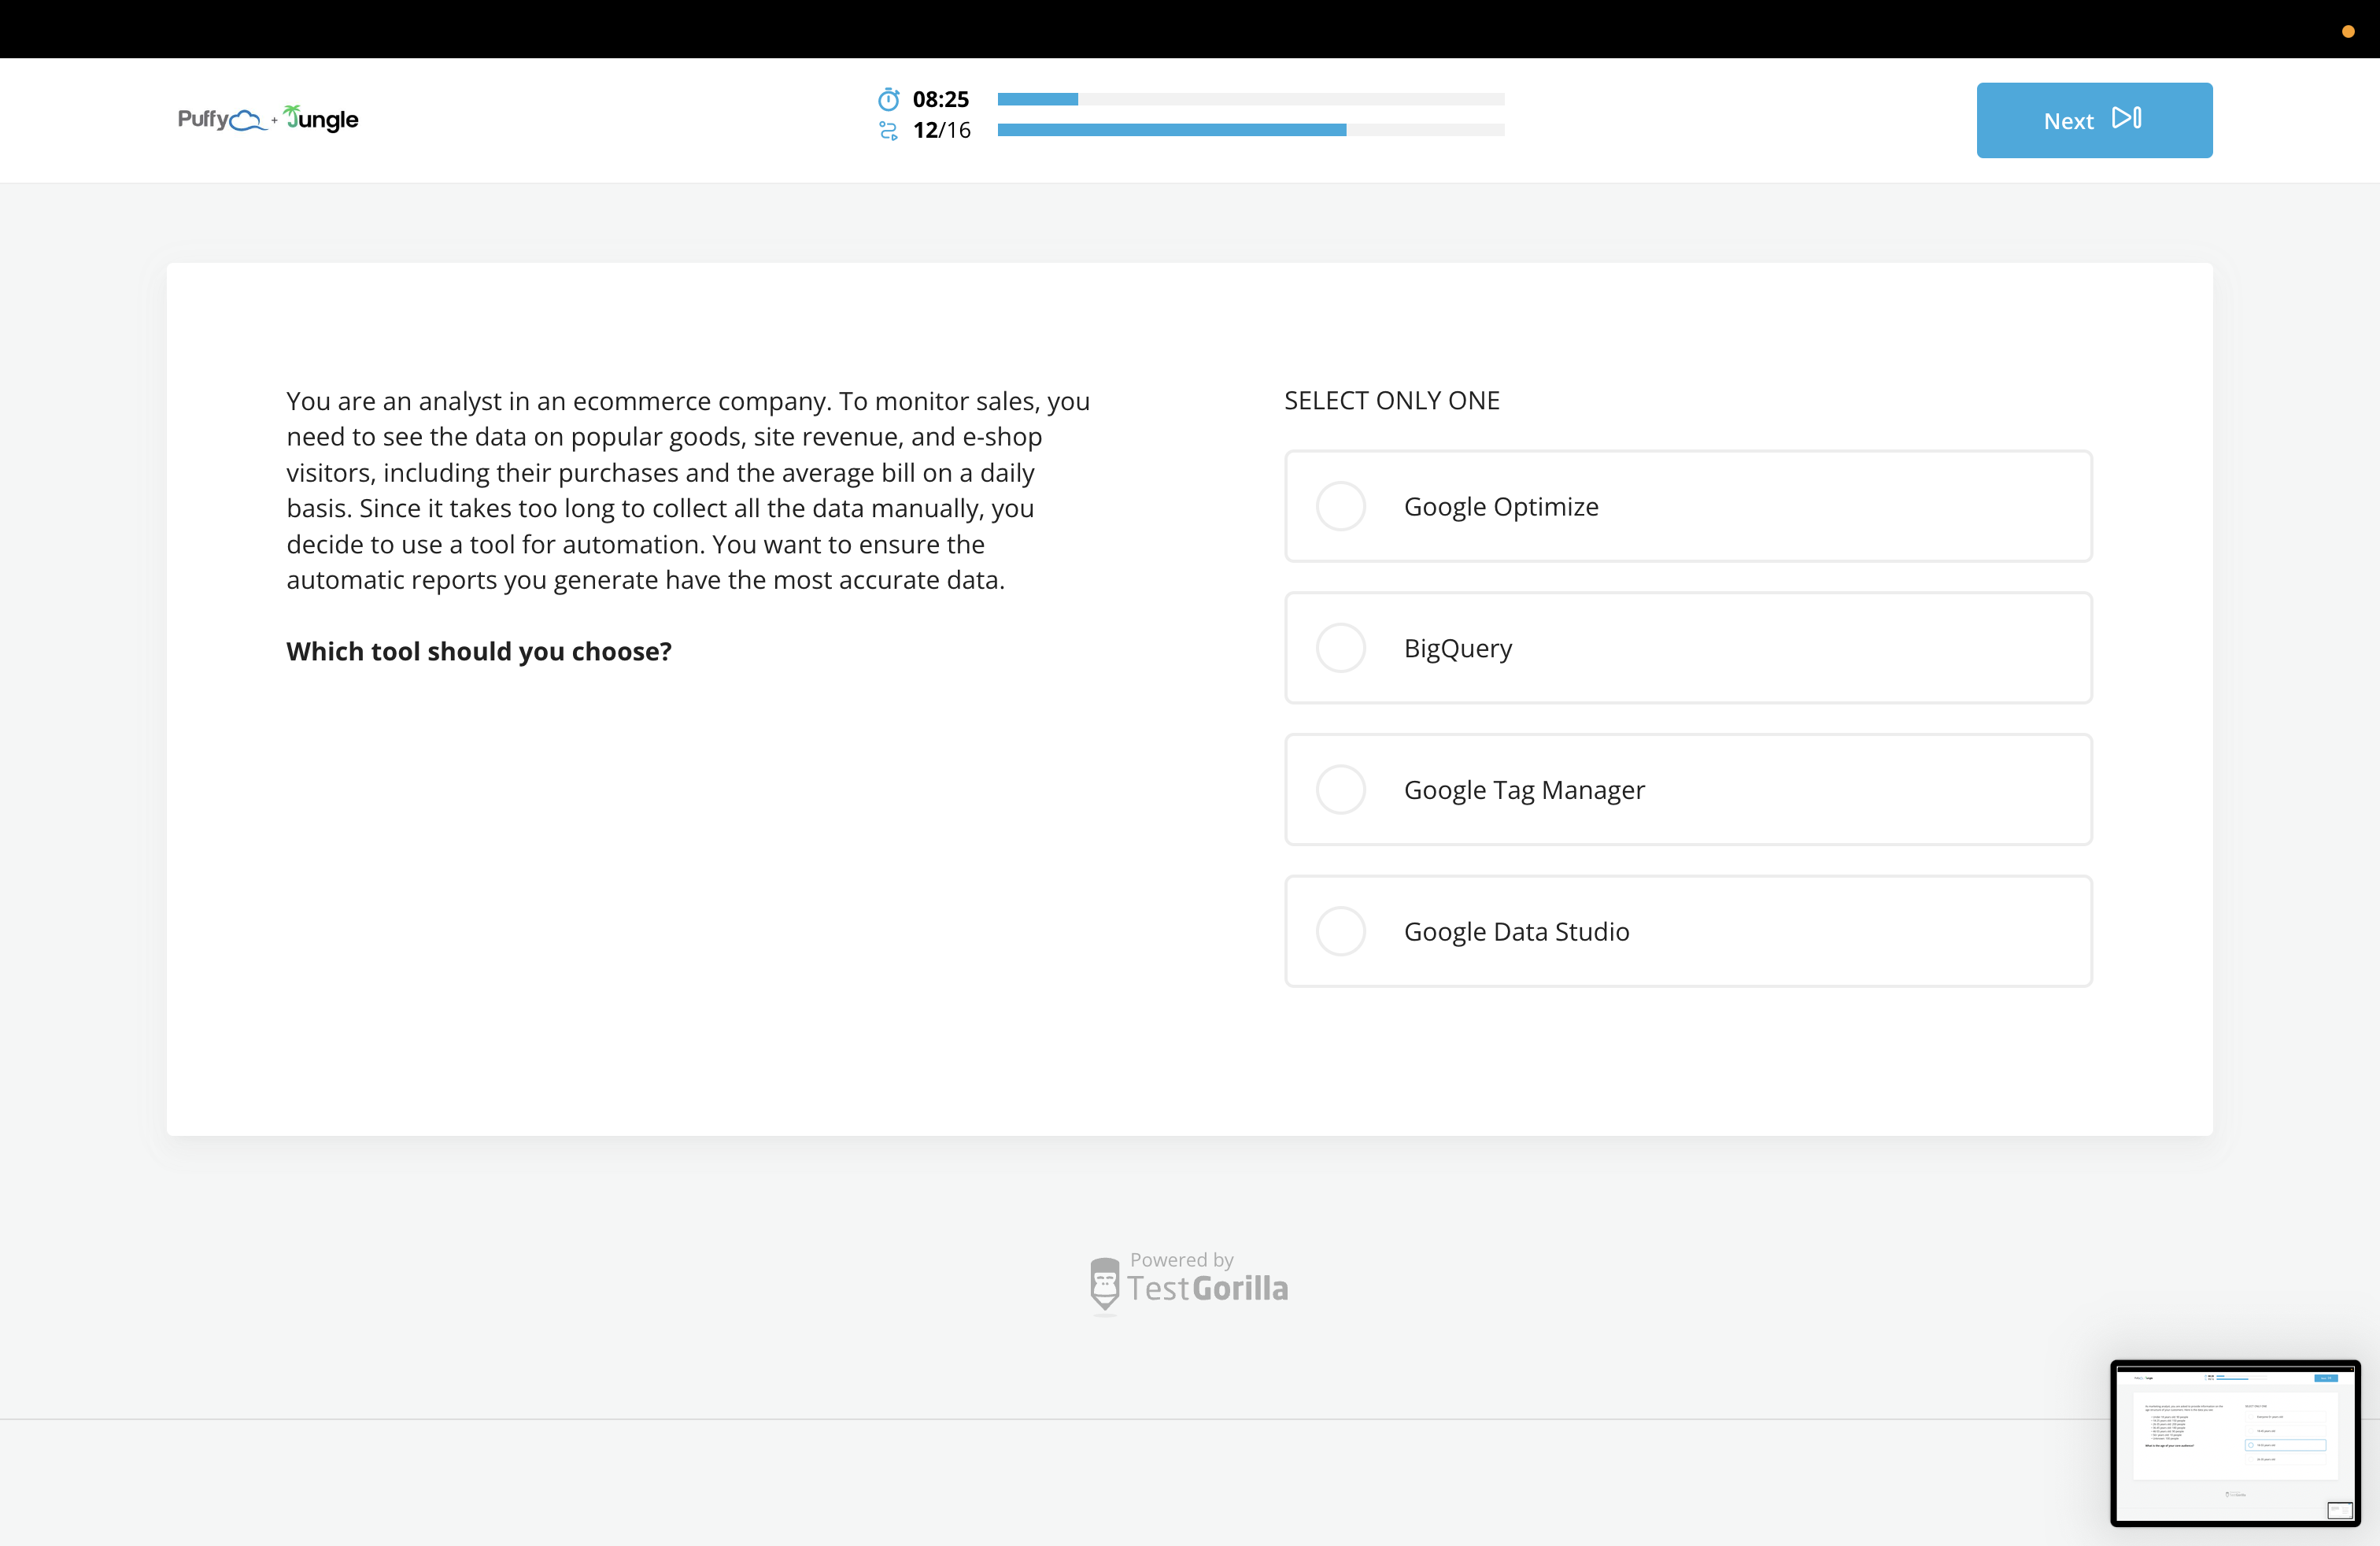 Puffy + Jungle
08:25
12/16
Next
You are an analyst in an ecommerce company. To monitor sales, you
need to see the data on popular goods, site revenue, and e-shop
visitors, including their purchases and the average bill on a daily
basis. Since it takes too long to collect all the data manually, you
decide to use a tool for automation. You want to ensure the
automatic reports you generate have the most accurate data.
Which tool should you choose?
SELECT ONLY ONE
Google Optimize
BigQuery
Google Tag Manager
Google Data Studio
Powered by
TestGorilla